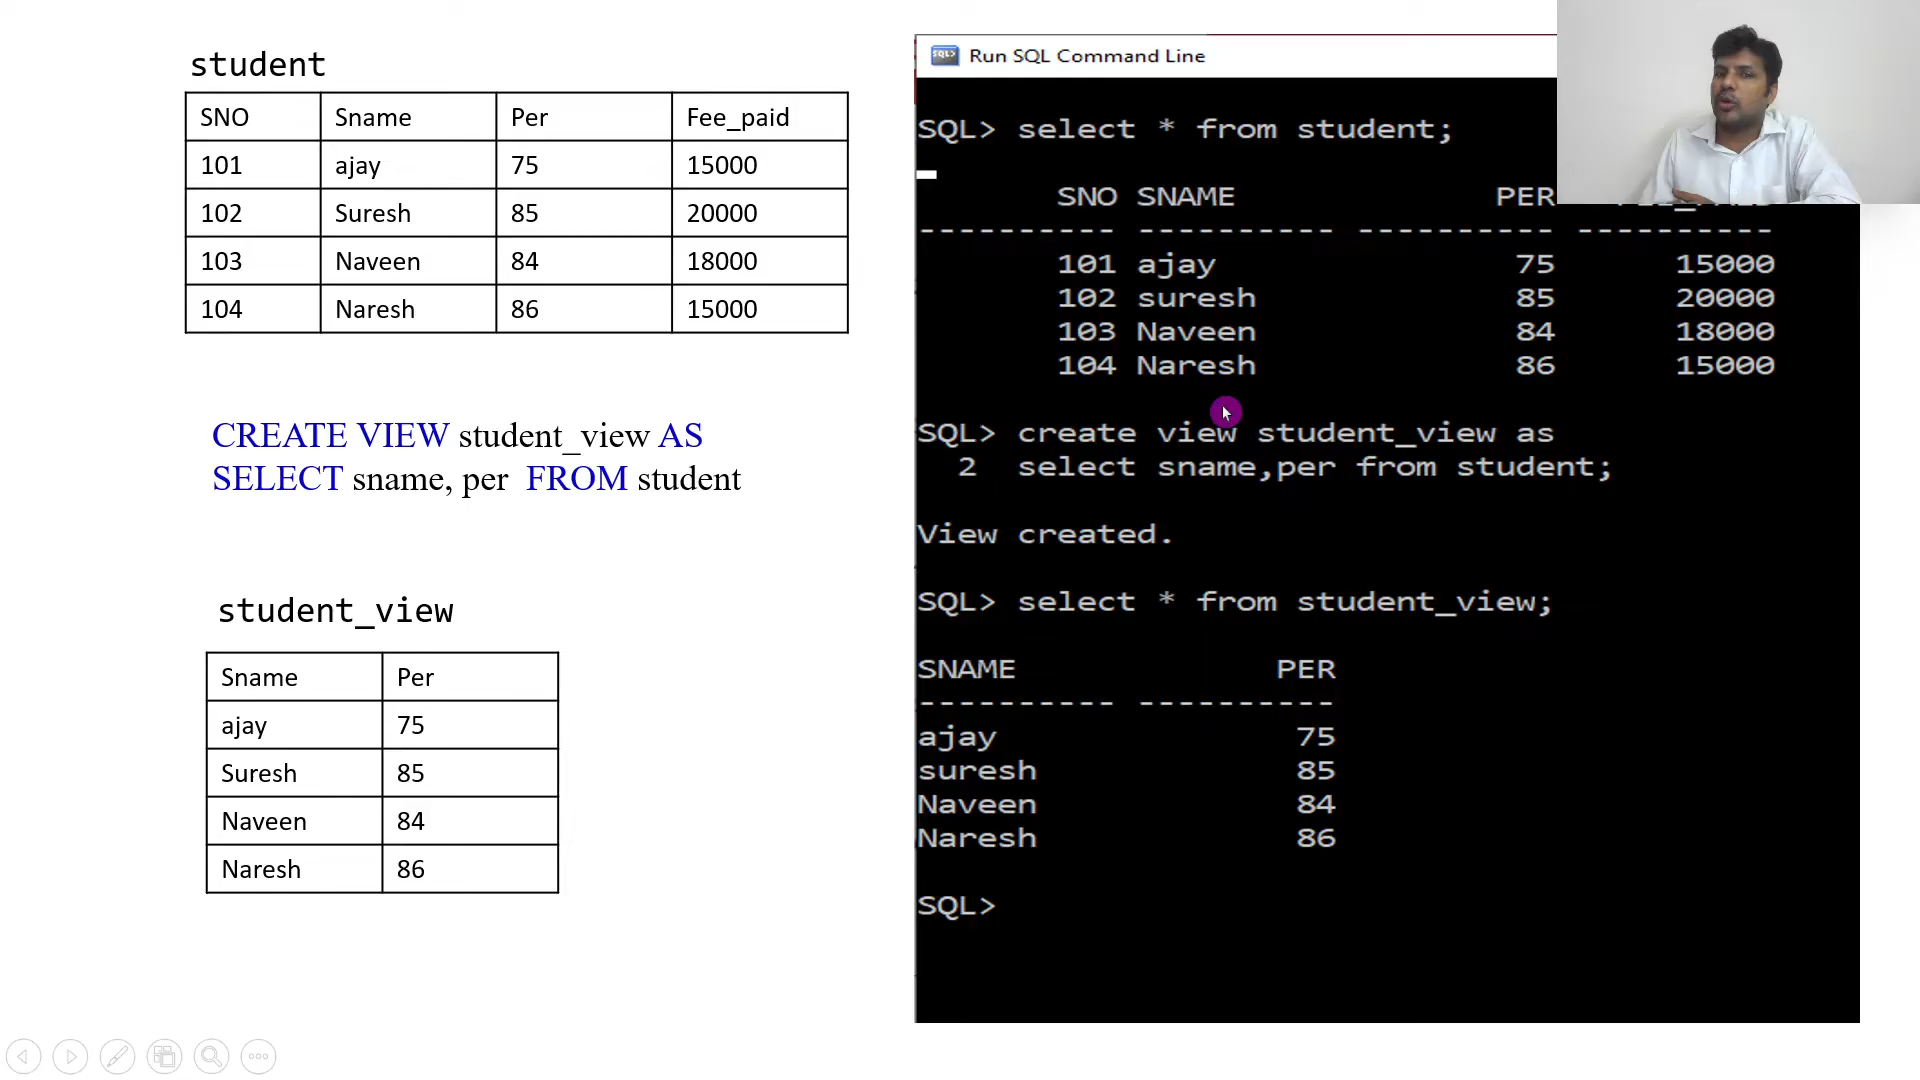 student
SNO Sname Per Fee_paid
101 ajay 75 15000
102 Suresh 85 20000
103 Naveen 84 18000
104 Naresh 86 15000
CREATE VIEW student_view AS
SELECT sname, per FROM student
student_view
Sname Per
ajay 75
Suresh 85
Naveen 84
Naresh 86
SQL> Run SQL Command Line
SQL> select * from student;
SNO SNAME PER
---------- ---------- ---------- ----------
101 ajay 75 15000
102 suresh 85 20000
103 Naveen 84 18000
104 Naresh 86 15000
SQL> create view student_view as
2 select sname,per from student;
View created.
SQL> select * from student_view;
SNAME PER
---------- ----------
ajay 75
suresh 85
Naveen 84
Naresh 86
SQL>